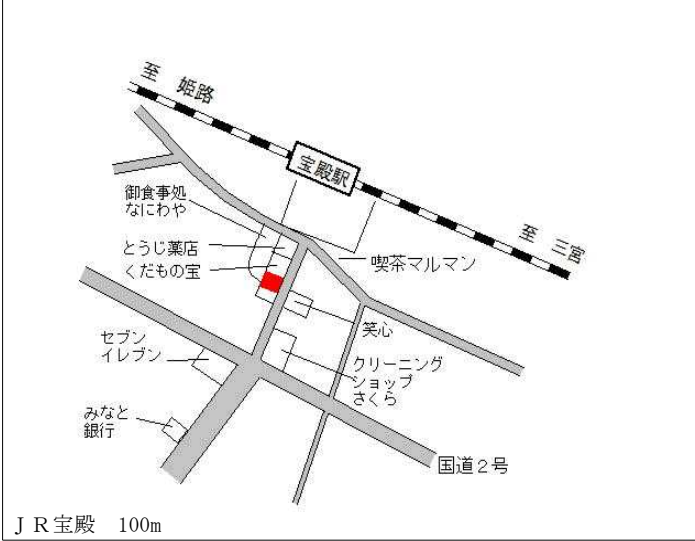 至　姫路
宝殿駅
至　三宮
御食事処
なにわや
とうじ薬店
くだもの宝
喫茶マルマン
笑心
セブン
イレブン
クリーニング
ショップ
さくら
みなと
銀行
国道２号
ＪＲ宝殿　100m